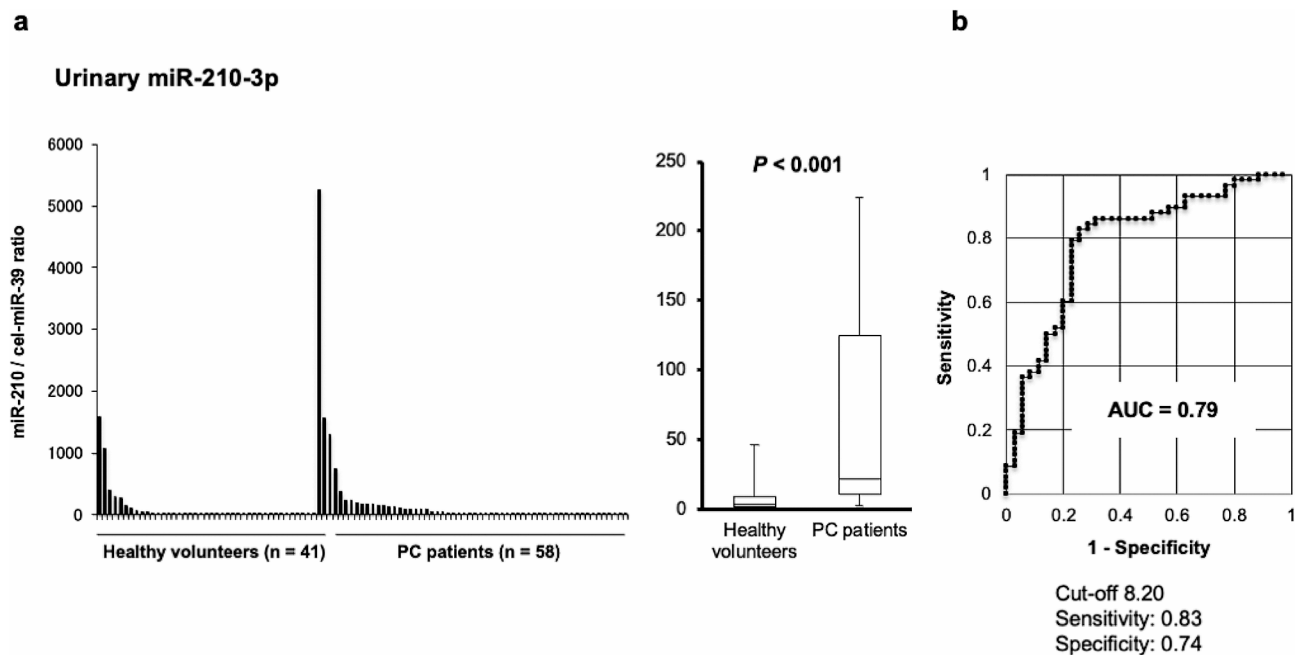 a
Urinary miR-210-3p
miR-210 / cel-miR-39 ratio
6000
5000
4000
3000
2000
1000
0
Healthy volunteers (n = 41)
PC patients (n = 58)
P < 0.001
250
200
150
100
50
0
Healthy
volunteers
PC patients
b
Sensitivity
1
0.8
0.6
0.4
0.2
0
AUC = 0.79
0
0.2
0.4
0.6
0.8
1
1 - Specificity
Cut-off 8.20
Sensitivity: 0.83
Specificity: 0.74